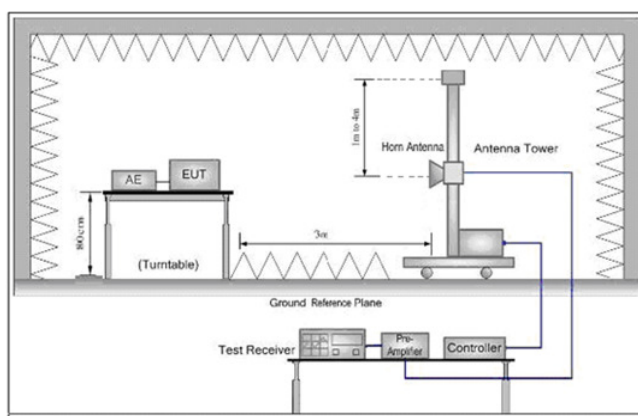 1m to 4m
Horn Antenna
Antenna Tower
AE
EUT
(Turntable)
3m
Ground Reference Plane
Test Receiver
Pre-
Amplifier
Controller